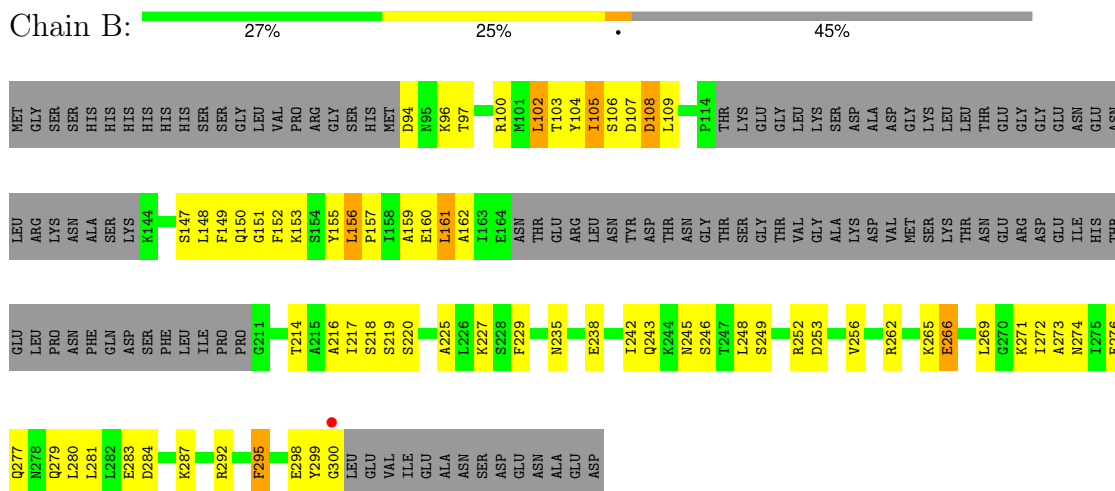 Chain B: 27% 25% • 45%
MET GLY SER SER HIS HIS HIS HIS HIS HIS SER SER GLY LEU VAL PRO ARG GLY SER HIS MET D94 N95 K96 T97 R100 M101 L102 T103 Y104 I105 S106 D107 D108 L109 P114 THR LYS GLU GLY LEU LYS SER ASP ALA ASP GLY LYS LEU LEU THR GLU GLY GLY GLU ASN GLU ASN
LEU ARG LYS ASN ALA SER LYS K144 S147 L148 F149 Q150 G151 F152 K153 S154 Y155 L156 P157 I158 A159 E160 L161 A162 I163 E164 ASN THR GLU ARG LEU ASN TYR ASP THR ASN GLY THR SER GLY THR VAL GLY ALA LYS ASP VAL MET SER LYS THR ASN GLU ARG ASP GLU ILE HIS THR
GLU LEU PRO ASN PHE GLN ASP SER PHE LEU ILE PRO PRO G211 T214 A215 A216 I217 S218 S219 S220 A225 L226 K227 S228 F229 N235 E238 I242 Q243 K244 N245 S246 T247 L248 S249 R252 D253 V256 R262 K265 E266 L269 G270 K271 I272 A273 N274 I275 E276
Q277 N278 Q279 L280 L281 L282 E283 D284 K287 R292 F295 E298 Y299 G300 LEU GLU VAL ILE GLU ALA ASN SER ASP GLU ASN ALA GLU ASP